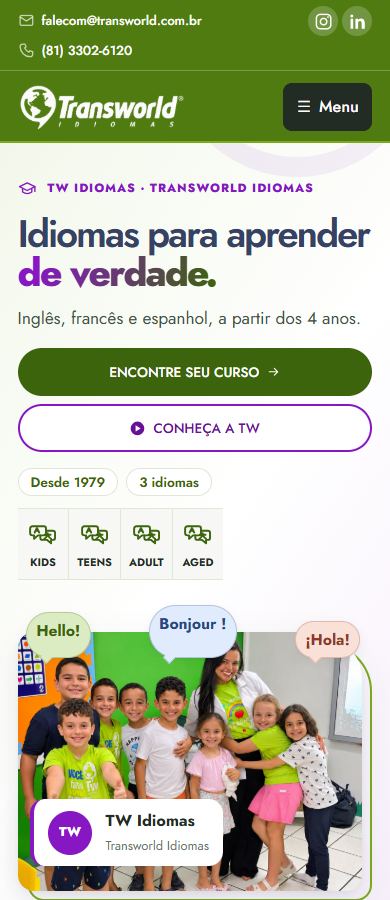 falecom@transworld.com.br
in
(81) 3302-6120
Transworld®
IDIOMAS
☰ Menu
TW IDIOMAS · TRANSWORLD IDIOMAS
Idiomas para aprender
de verdade.
Inglês, francês e espanhol, a partir dos 4 anos.
ENCONTRE SEU CURSO →
CONHEÇA A TW
Desde 1979
3 idiomas
KIDS
TEENS
ADULT
AGED
Hello!
Bonjour !
¡Hola!
TW
TW Idiomas
Transworld Idiomas